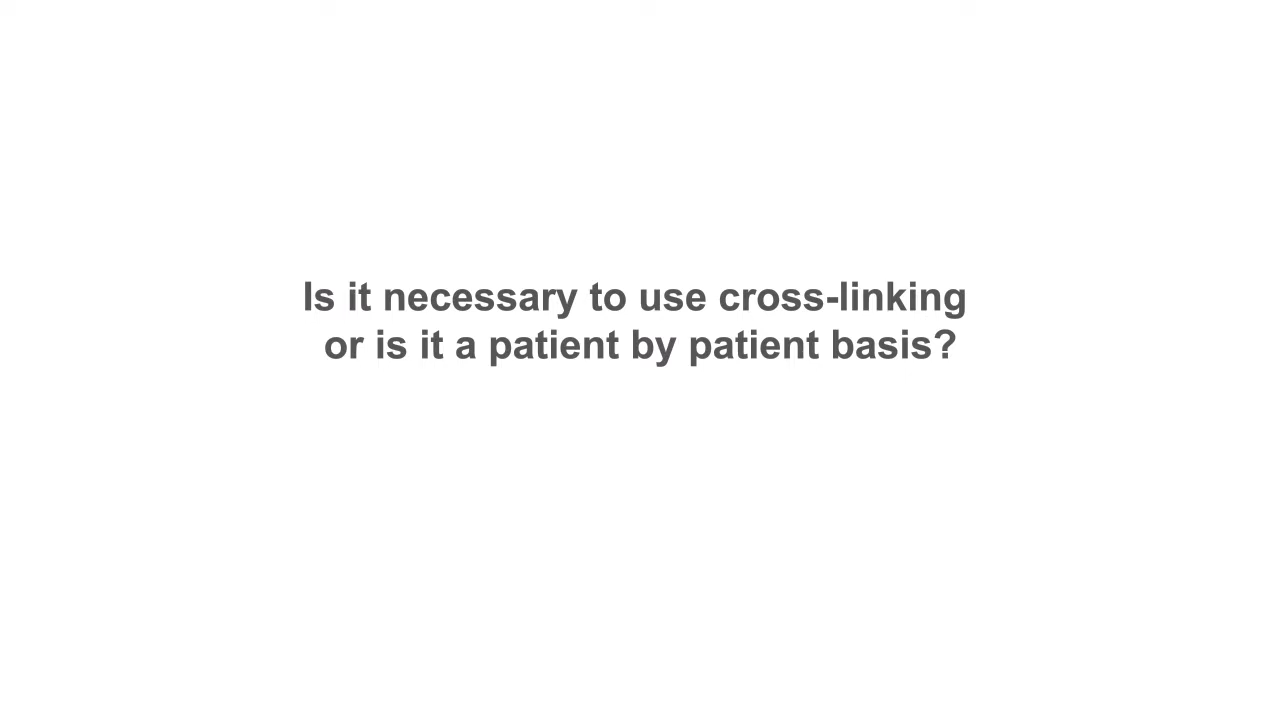 Is it necessary to use cross-linking
or is it a patient by patient basis?